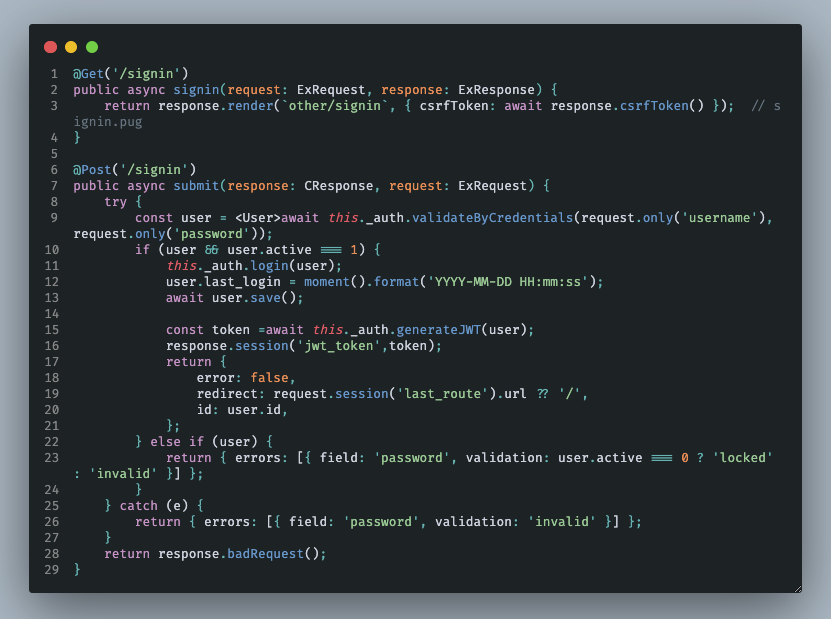 1 @Get('/signin')
2 public async signin(request: ExRequest, response: ExResponse) {
3     return response.render(`other/signin`, { csrfToken: await response.csrfToken() });  // s
ignin.pug
4 }
5
6 @Post('/signin')
7 public async submit(response: CResponse, request: ExRequest) {
8     try {
9         const user = <User>await this._auth.validateByCredentials(request.only('username'),
request.only('password'));
10         if (user && user.active === 1) {
11             this._auth.login(user);
12             user.last_login = moment().format('YYYY-MM-DD HH:mm:ss');
13             await user.save();
14
15             const token =await this._auth.generateJWT(user);
16             response.session('jwt_token',token);
17             return {
18                 error: false,
19                 redirect: request.session('last_route').url ?? '/',
20                 id: user.id,
21             };
22         } else if (user) {
23             return { errors: [{ field: 'password', validation: user.active === 0 ? 'locked'
: 'invalid' }] };
24         }
25     } catch (e) {
26         return { errors: [{ field: 'password', validation: 'invalid' }] };
27     }
28     return response.badRequest();
29 }